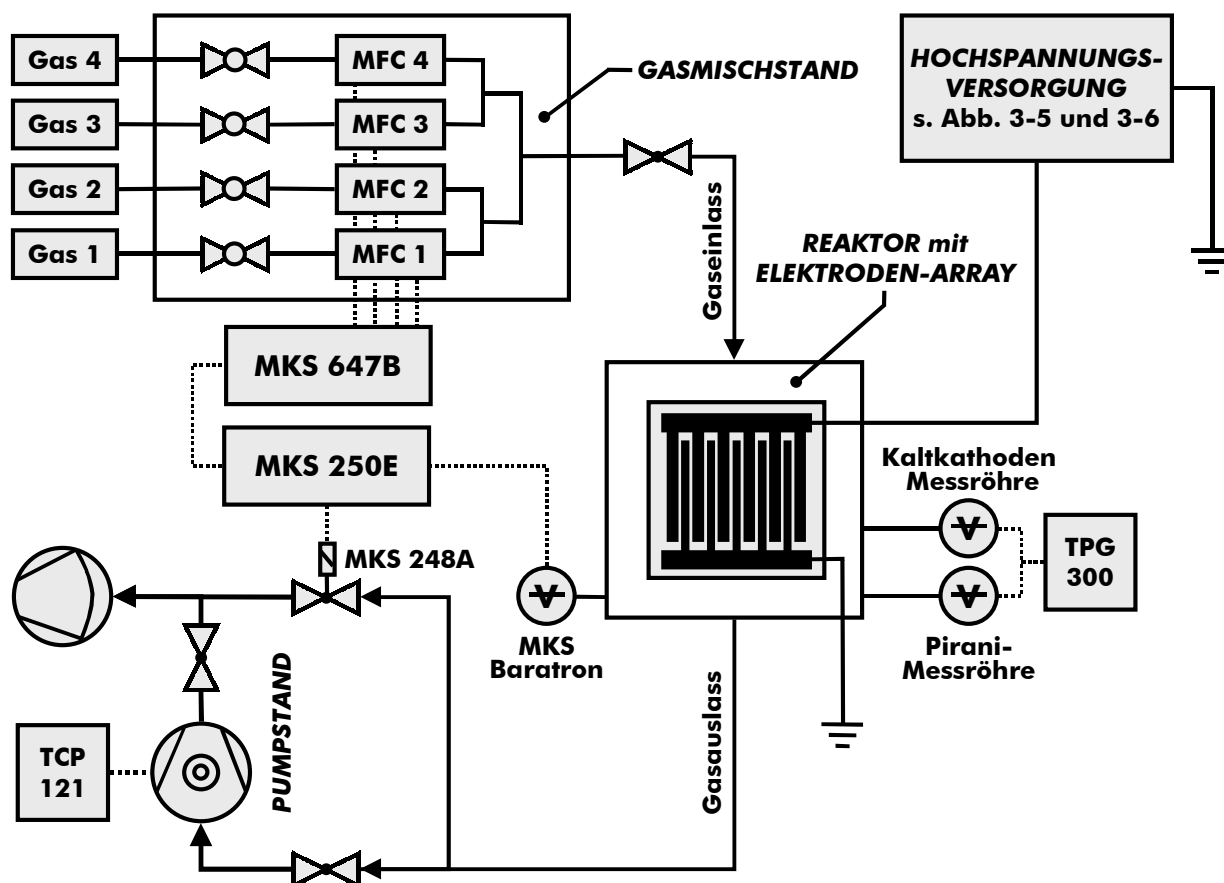 Gas 4
MFC 4
Gas 3
MFC 3
Gas 2
MFC 2
Gas 1
MFC 1
GASMISCHSTAND
HOCHSPANNUNGS-
VERSORGUNG
s. Abb. 3-5 und 3-6
Gaseinlass
REAKTOR mit
ELEKTRODEN-ARRAY
MKS 647B
MKS 250E
MKS 248A
MKS
Baratron
Kaltkathoden
Messröhre
TPG
300
Pirani-
Messröhre
PUMPSTAND
TCP
121
Gasauslass